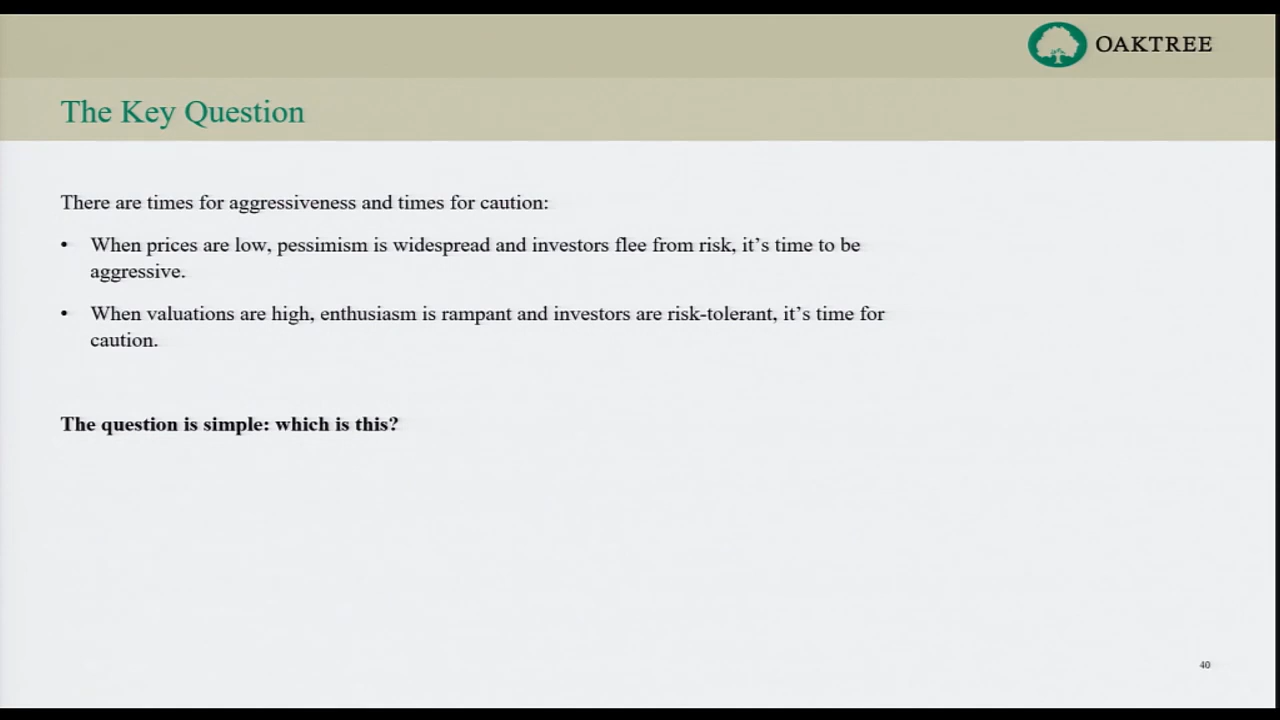 OAKTREE
The Key Question
There are times for aggressiveness and times for caution:
• When prices are low, pessimism is widespread and investors flee from risk, it’s time to be
aggressive.
• When valuations are high, enthusiasm is rampant and investors are risk-tolerant, it’s time for
caution.
The question is simple: which is this?
40